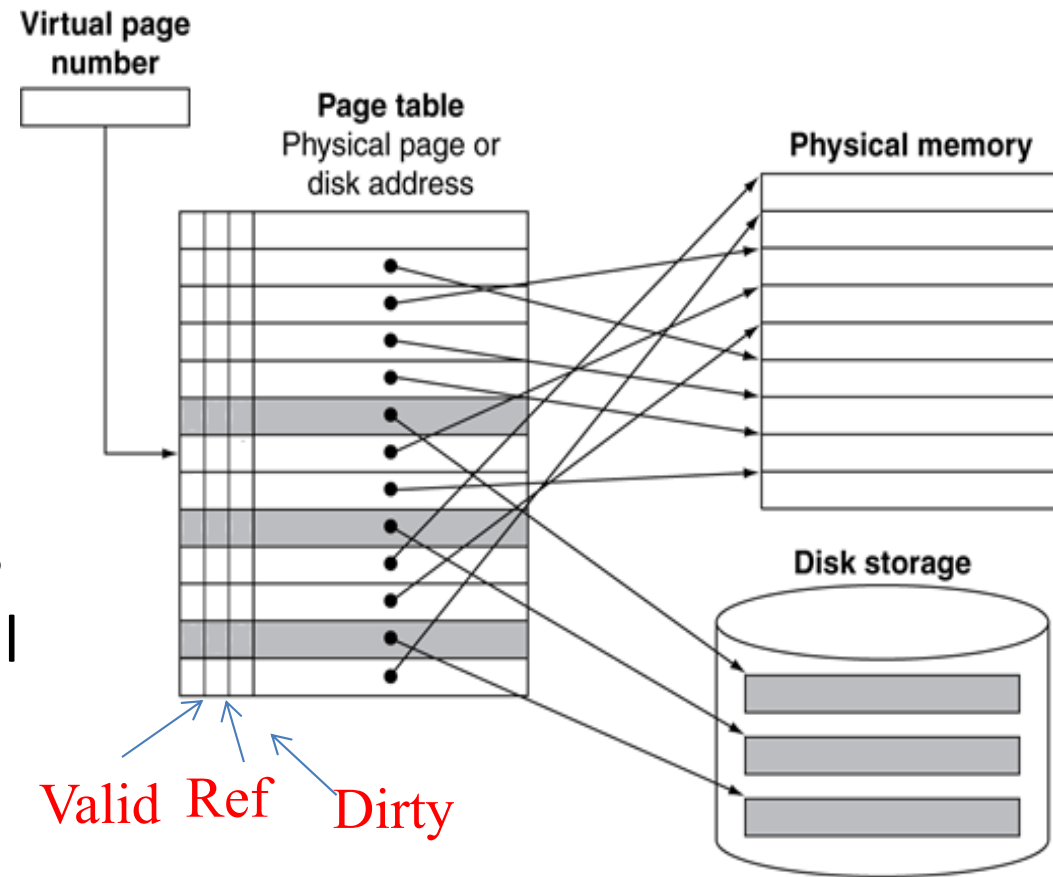 Virtual page
number
Page table
Physical page or
disk address
Physical memory
Disk storage
Valid Ref Dirty